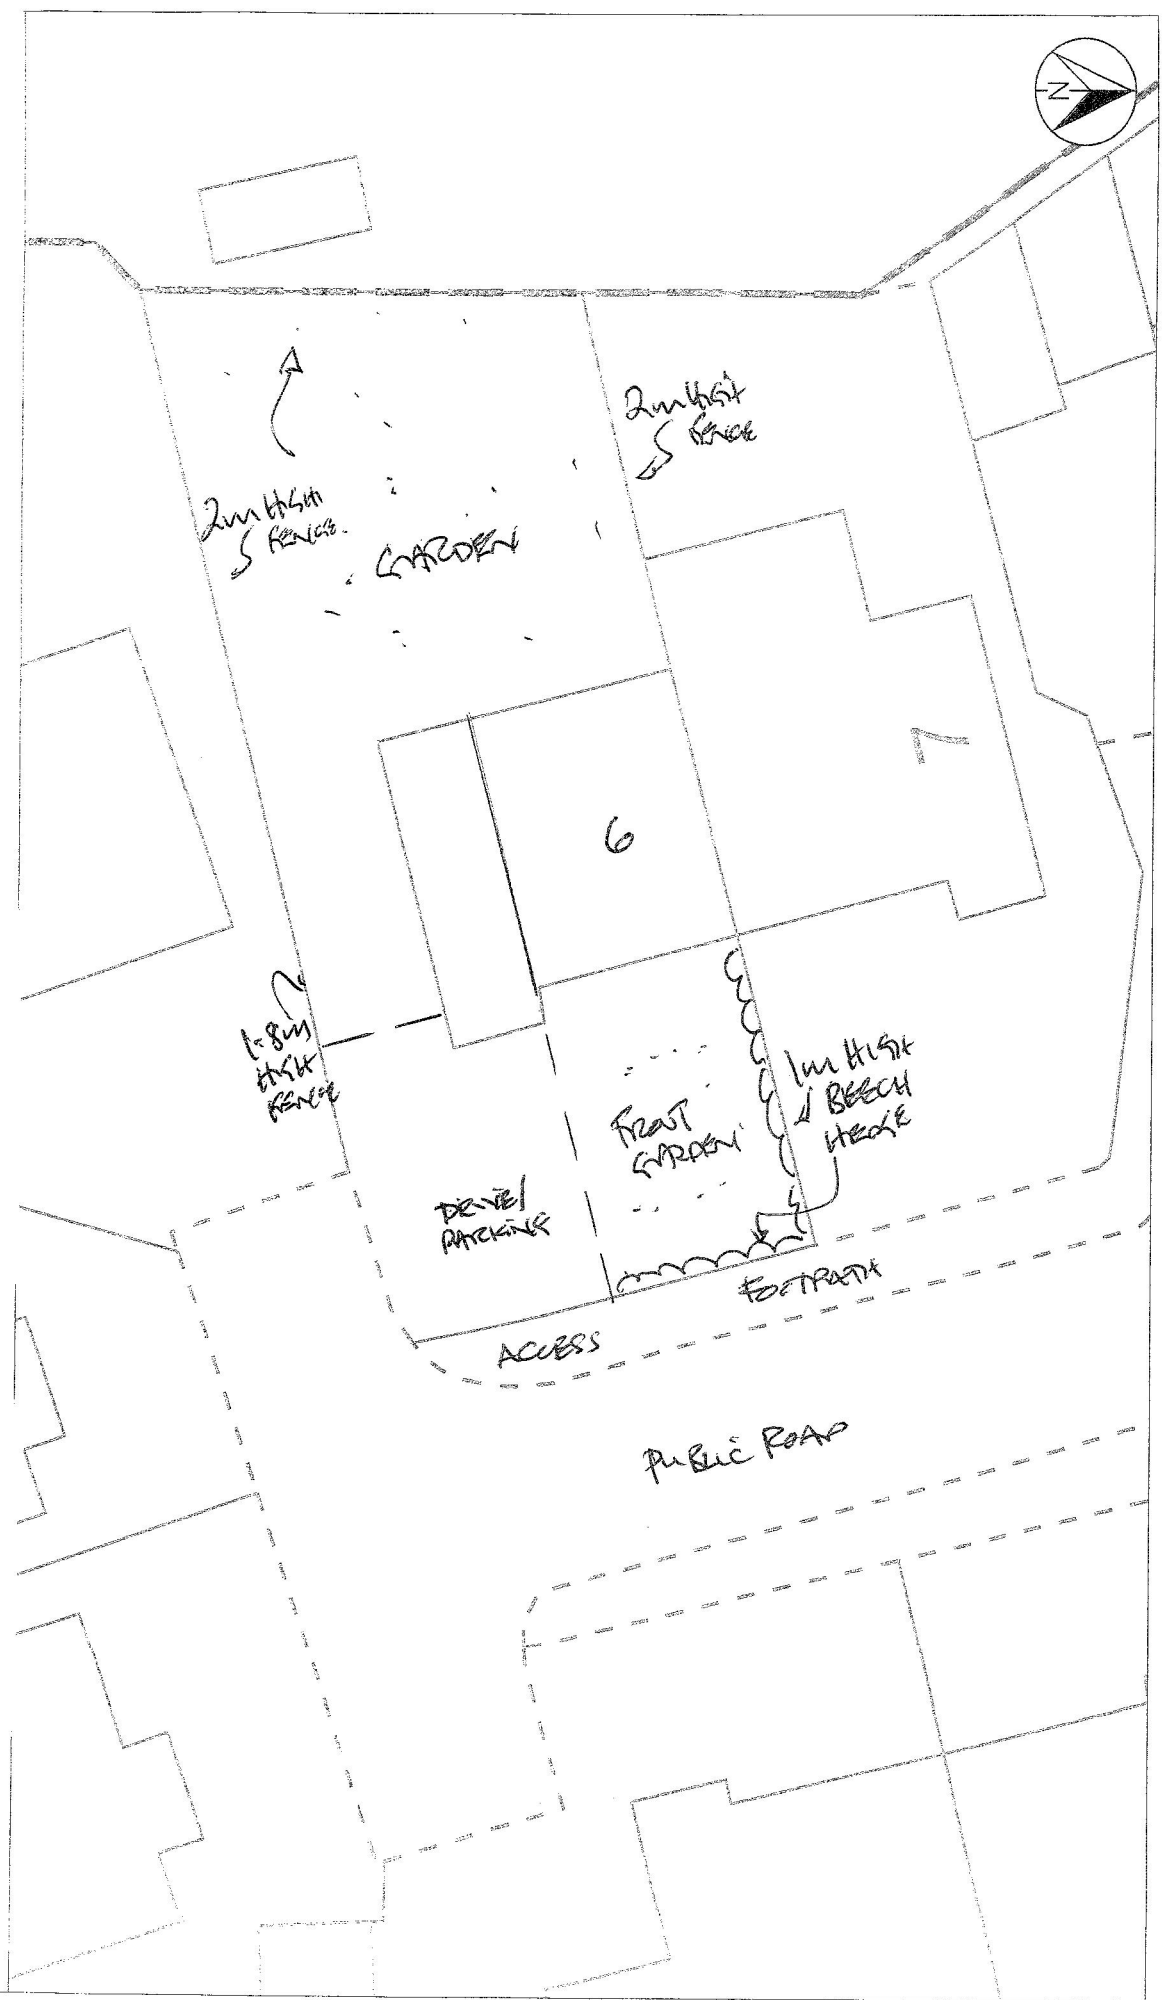 N
2m HIGH
FENCE
2m HIGH
FENCE.
GARDEN
7
6
1.8m
HIGH
FENCE
1m HIGH
BEECH
HEDGE
FRONT
GARDEN
DRIVE/
PARKING
FOOTPATH
ACCESS
PUBLIC ROAD